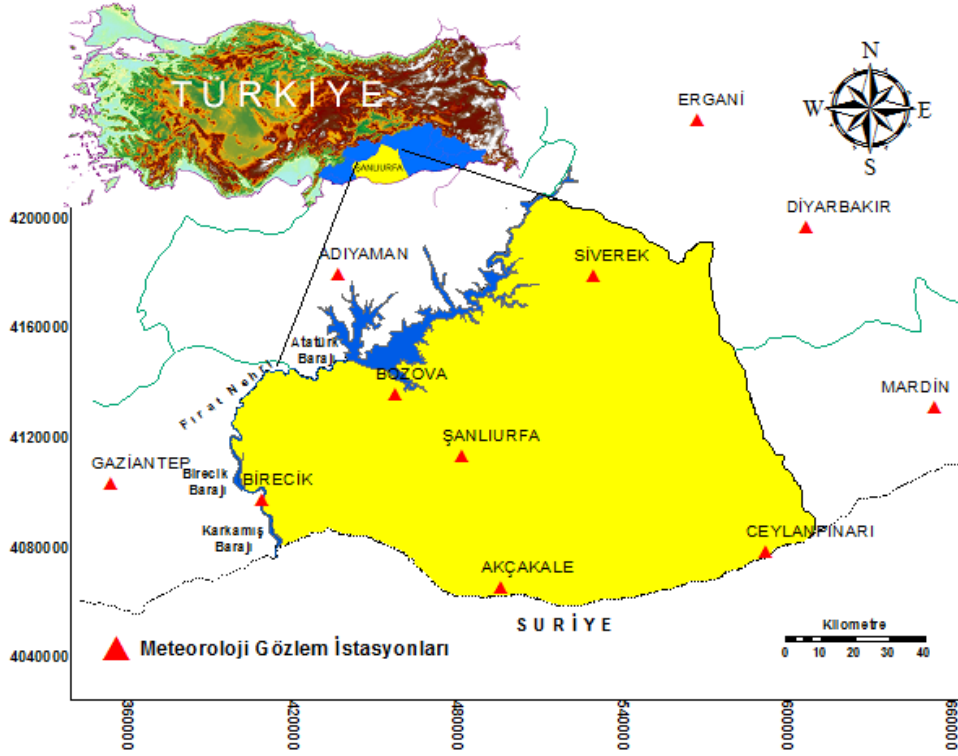 TÜRKİYE
ŞANLIURFA
N
W E
S
ERGANİ
DİYARBAKIR
4200000
ADIYAMAN
SİVEREK
4160000
Atatürk
Barajı
BOZOVA
Fırat Nehri
MARDİN
4120000
ŞANLIURFA
GAZİANTEP
Birecik
Barajı
BİRECİK
Karkamış
Barajı
CEYLANPINARI
4080000
AKÇAKALE
SURİYE
Kilometre
0 5 10 20 30 40
Meteoroloji Gözlem İstasyonları
4040000
360000 420000 480000 540000 600000 660000